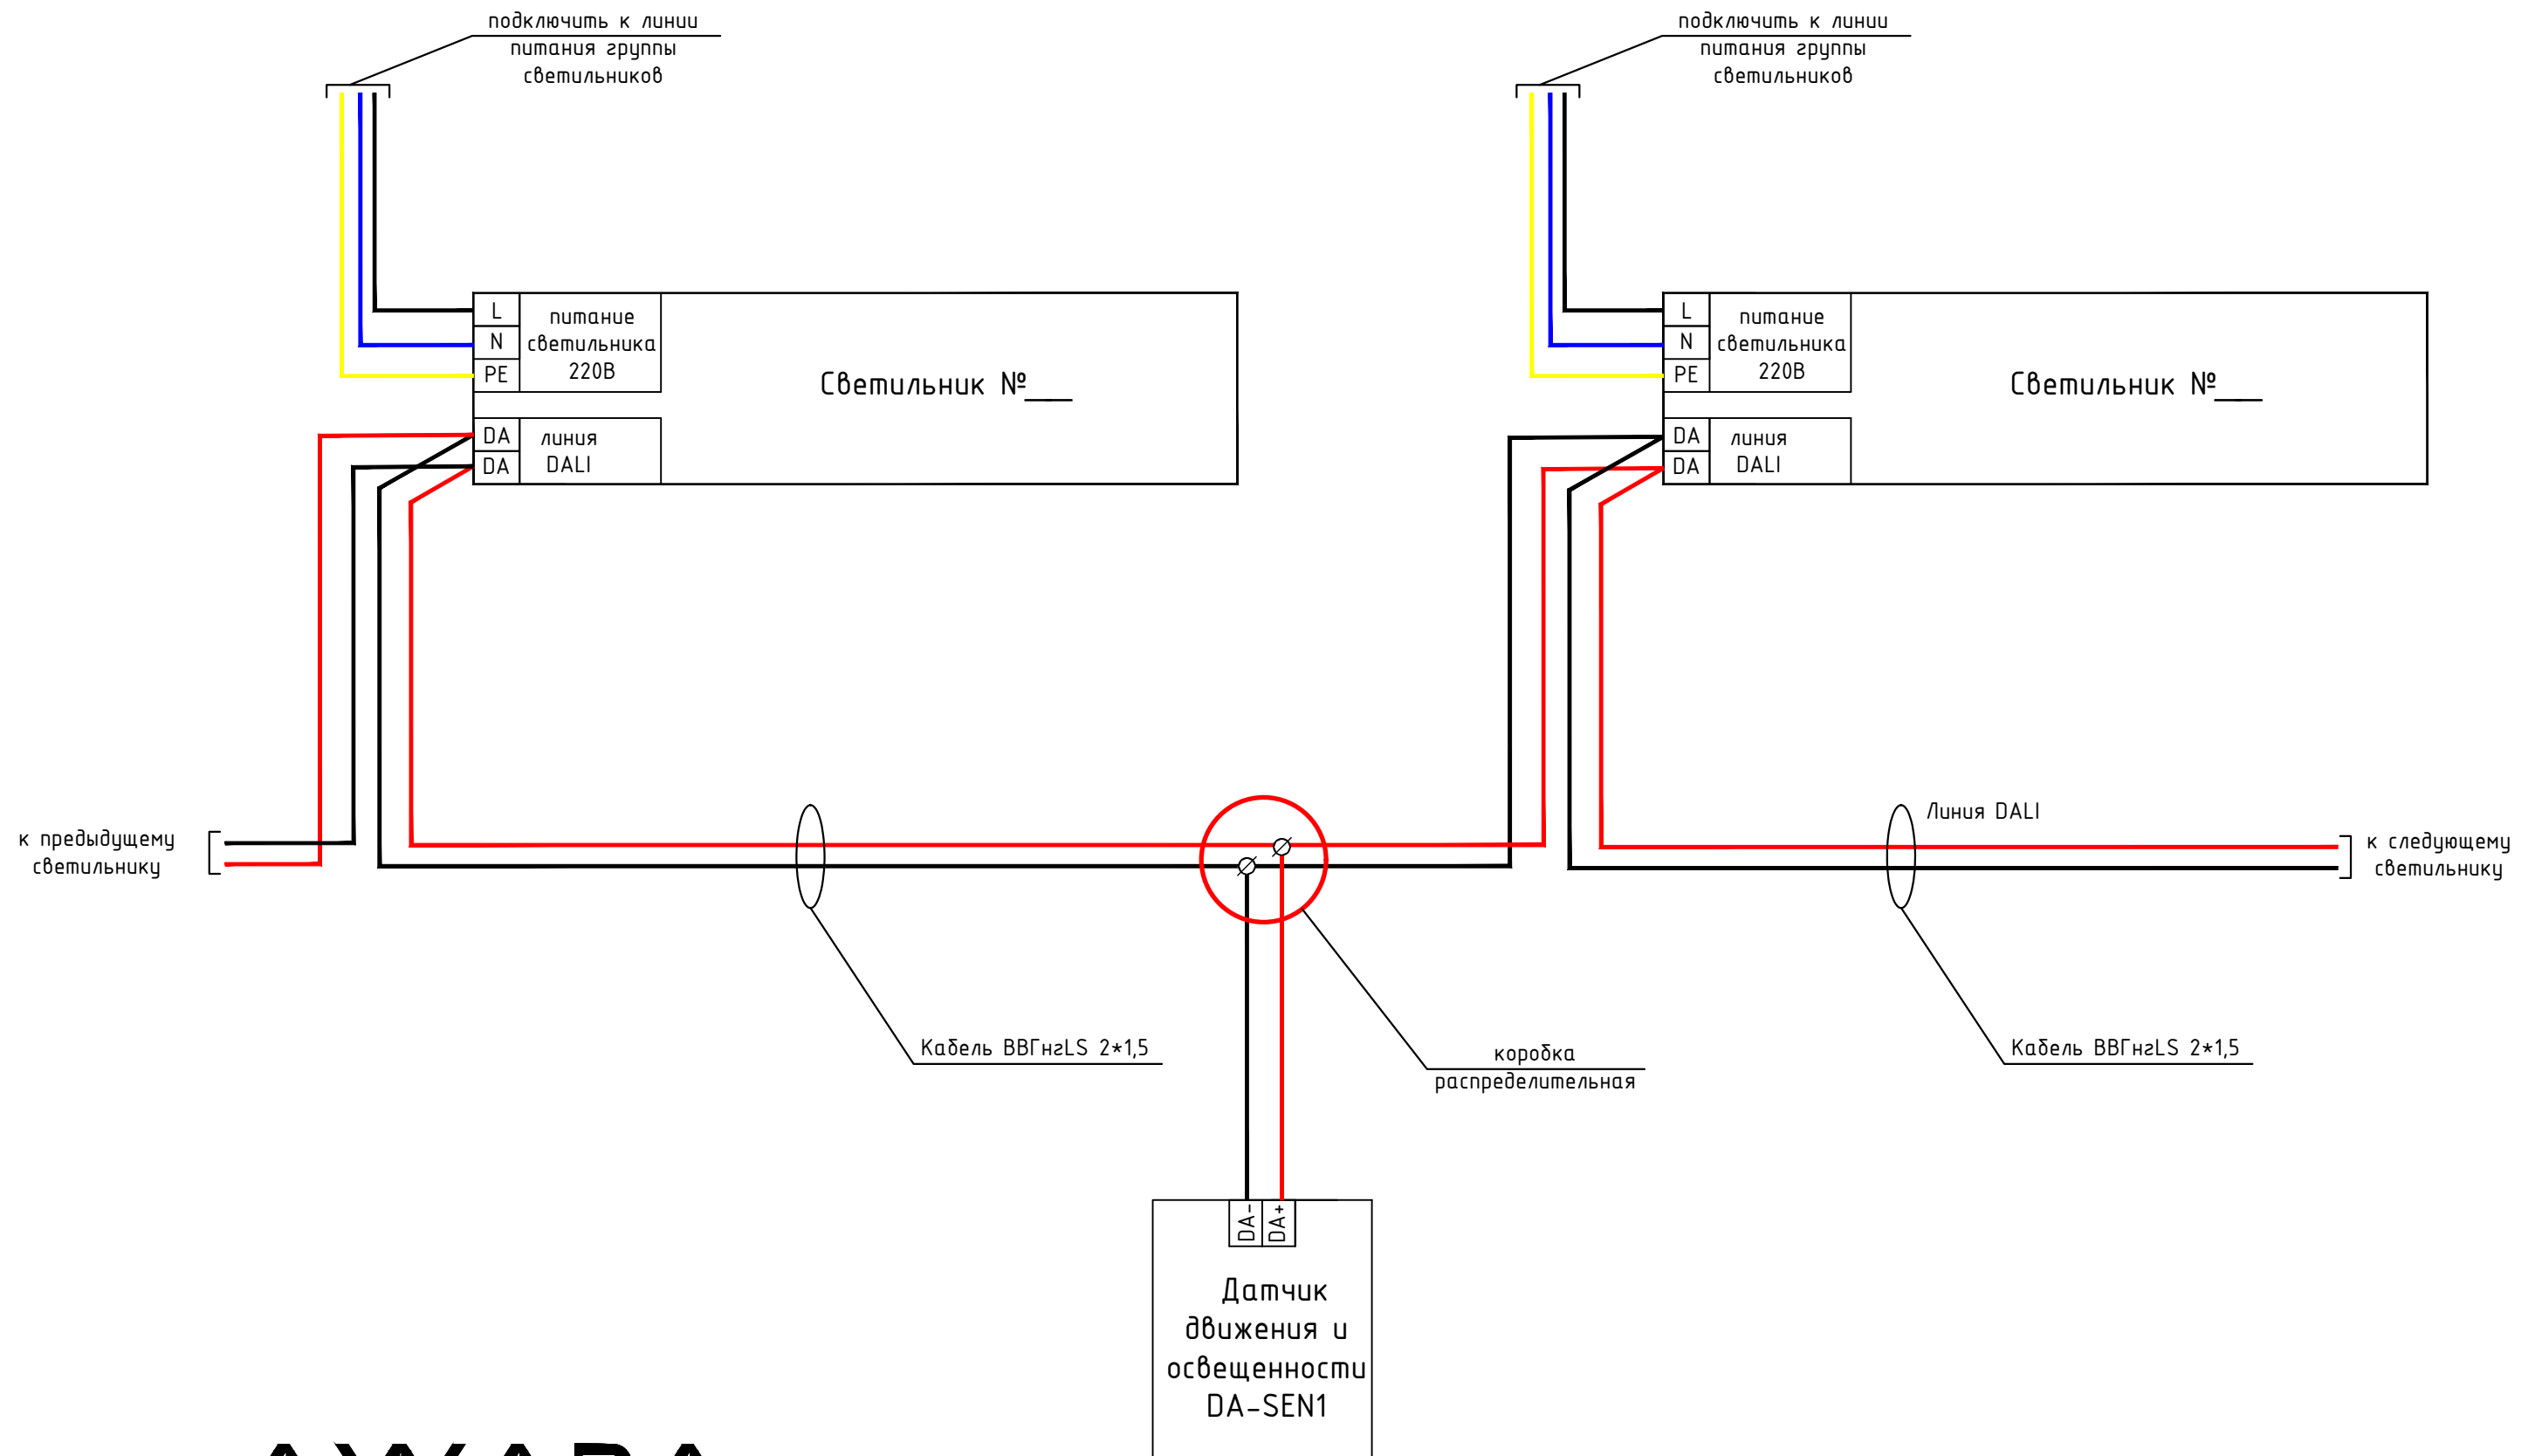 подключить к линии
питания группы
светильников
подключить к линии
питания группы
светильников
L
N
PE
питание
светильника
220В
DA
DA
линия
DALI
Светильник №__
L
N
PE
питание
светильника
220В
DA
DA
линия
DALI
Светильник №__
к предыдущему
светильнику
Линия DALI
к следующему
светильнику
Кабель ВВГнгLS 2*1,5
коробка
распределительная
Кабель ВВГнгLS 2*1,5
DA-
DA+
Датчик
движения и
освещенности
DA-SEN1